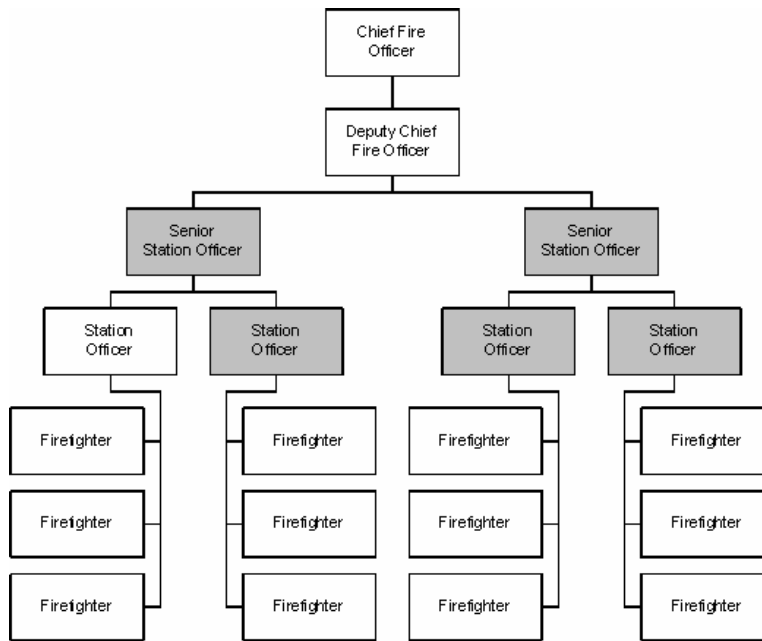 Chief Fire
Officer
Deputy Chief
Fire Officer
Senior
Station Officer
Senior
Station Officer
Station
Officer
Station
Officer
Station
Officer
Station
Officer
Firefighter
Firefighter
Firefighter
Firefighter
Firefighter
Firefighter
Firefighter
Firefighter
Firefighter
Firefighter
Firefighter
Firefighter